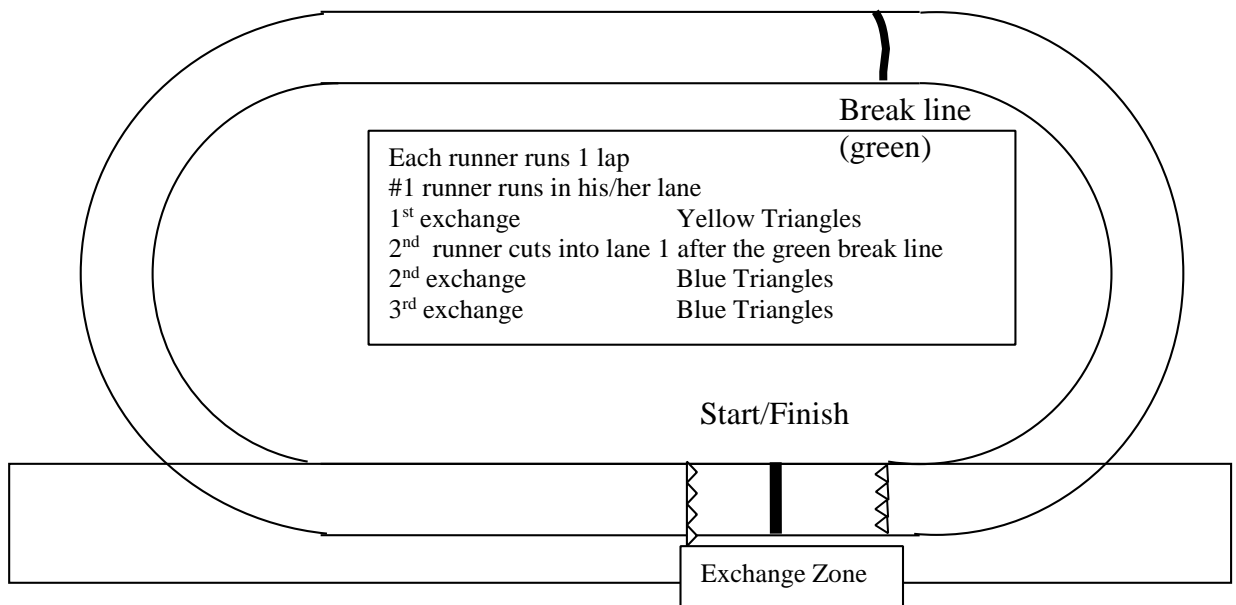 Break line
(green)
Each runner runs 1 lap
#1 runner runs in his/her lane
1st exchange Yellow Triangles
2nd runner cuts into lane 1 after the green break line
2nd exchange Blue Triangles
3rd exchange Blue Triangles
Start/Finish
Exchange Zone